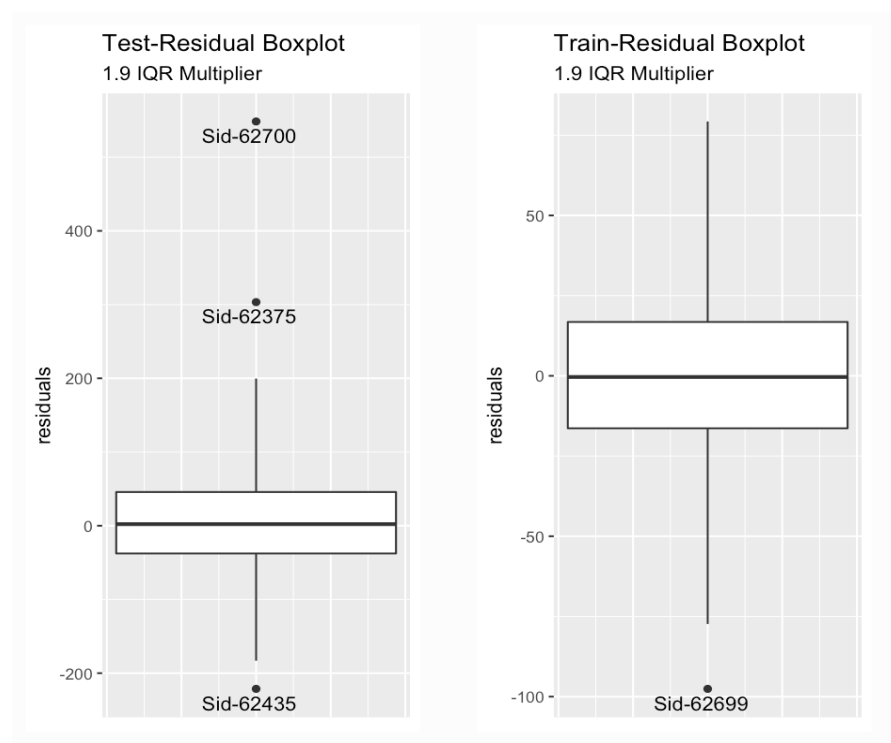 Test-Residual Boxplot
1.9 IQR Multiplier
residuals
400
200
0
-200
Sid-62700
Sid-62375
Sid-62435
Train-Residual Boxplot
1.9 IQR Multiplier
residuals
50
0
-50
-100
Sid-62699